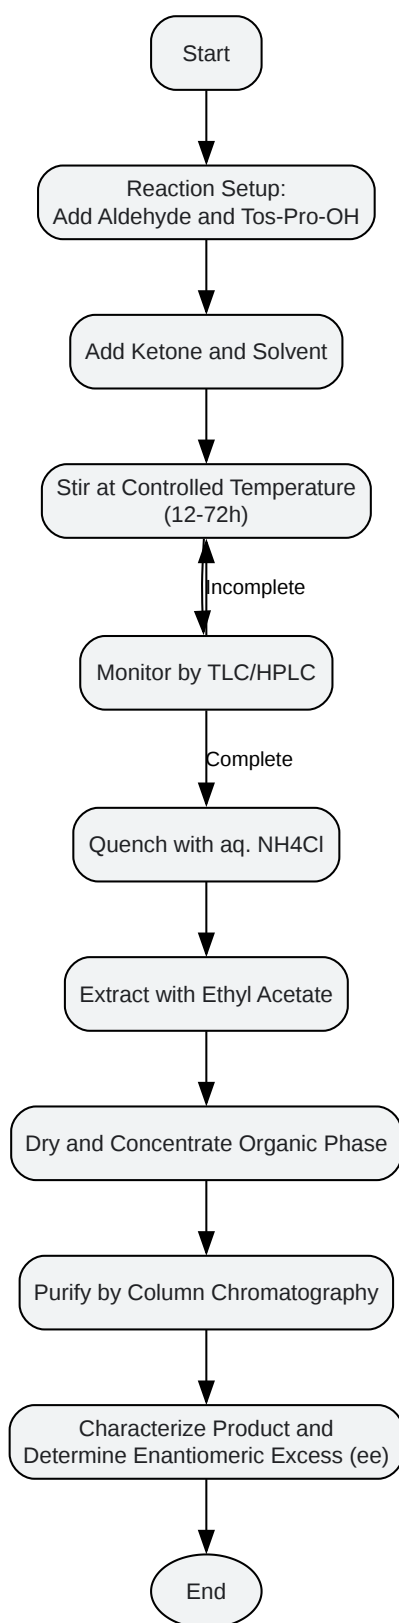 Start
Reaction Setup:
Add Aldehyde and Tos-Pro-OH
Add Ketone and Solvent
Stir at Controlled Temperature
(12-72h)
Incomplete
Monitor by TLC/HPLC
Complete
Quench with aq. NH4Cl
Extract with Ethyl Acetate
Dry and Concentrate Organic Phase
Purify by Column Chromatography
Characterize Product and
Determine Enantiomeric Excess (ee)
End